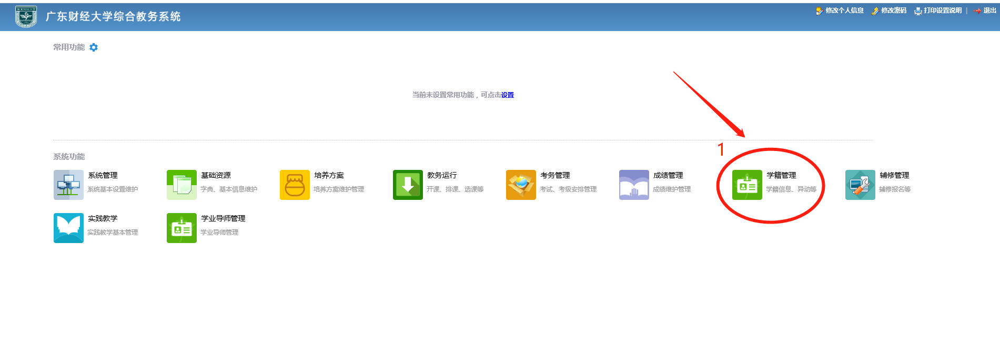 广东财经大学综合教务系统
修改个人信息 修改密码 打印设置说明 | 退出
常用功能
当前未设置常用功能，可点击设置
1
系统功能
系统管理
系统基本设置维护
基础资源
字典、基本信息维护
培养方案
培养方案维护管理
教务运行
开课、排课、选课等
考务管理
考试、考级安排管理
成绩管理
成绩维护管理
学籍管理
学籍信息、异动等
辅修管理
辅修报名等
实践教学
实践教学基本管理
学业导师管理
学业导师管理